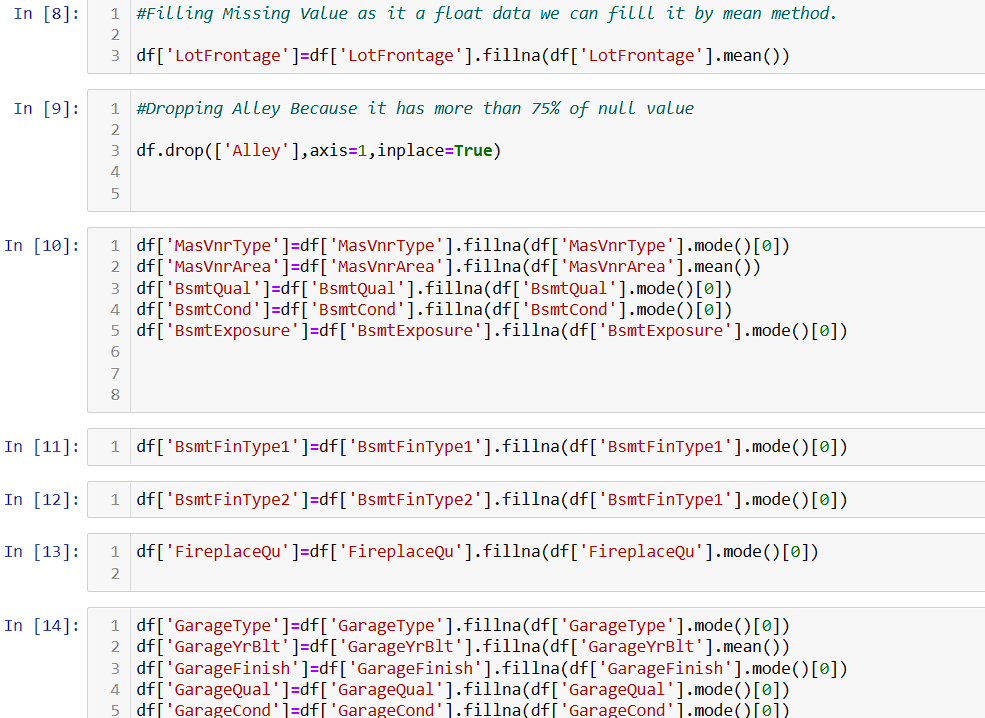 In [8]:
1 #Filling Missing Value as it a float data we can filll it by mean method.
2
3 df['LotFrontage']=df['LotFrontage'].fillna(df['LotFrontage'].mean())
In [9]:
1 #Dropping Alley Because it has more than 75% of null value
2
3 df.drop(['Alley'],axis=1,inplace=True)
4
5
In [10]:
1 df['MasVnrType']=df['MasVnrType'].fillna(df['MasVnrType'].mode()[0])
2 df['MasVnrArea']=df['MasVnrArea'].fillna(df['MasVnrArea'].mean())
3 df['BsmtQual']=df['BsmtQual'].fillna(df['BsmtQual'].mode()[0])
4 df['BsmtCond']=df['BsmtCond'].fillna(df['BsmtCond'].mode()[0])
5 df['BsmtExposure']=df['BsmtExposure'].fillna(df['BsmtExposure'].mode()[0])
6
7
8
In [11]:
1 df['BsmtFinType1']=df['BsmtFinType1'].fillna(df['BsmtFinType1'].mode()[0])
In [12]:
1 df['BsmtFinType2']=df['BsmtFinType2'].fillna(df['BsmtFinType1'].mode()[0])
In [13]:
1 df['FireplaceQu']=df['FireplaceQu'].fillna(df['FireplaceQu'].mode()[0])
2
In [14]:
1 df['GarageType']=df['GarageType'].fillna(df['GarageType'].mode()[0])
2 df['GarageYrBlt']=df['GarageYrBlt'].fillna(df['GarageYrBlt'].mean())
3 df['GarageFinish']=df['GarageFinish'].fillna(df['GarageFinish'].mode()[0])
4 df['GarageQual']=df['GarageQual'].fillna(df['GarageQual'].mode()[0])
5 df['GarageCond']=df['GarageCond'].fillna(df['GarageCond'].mode()[0])